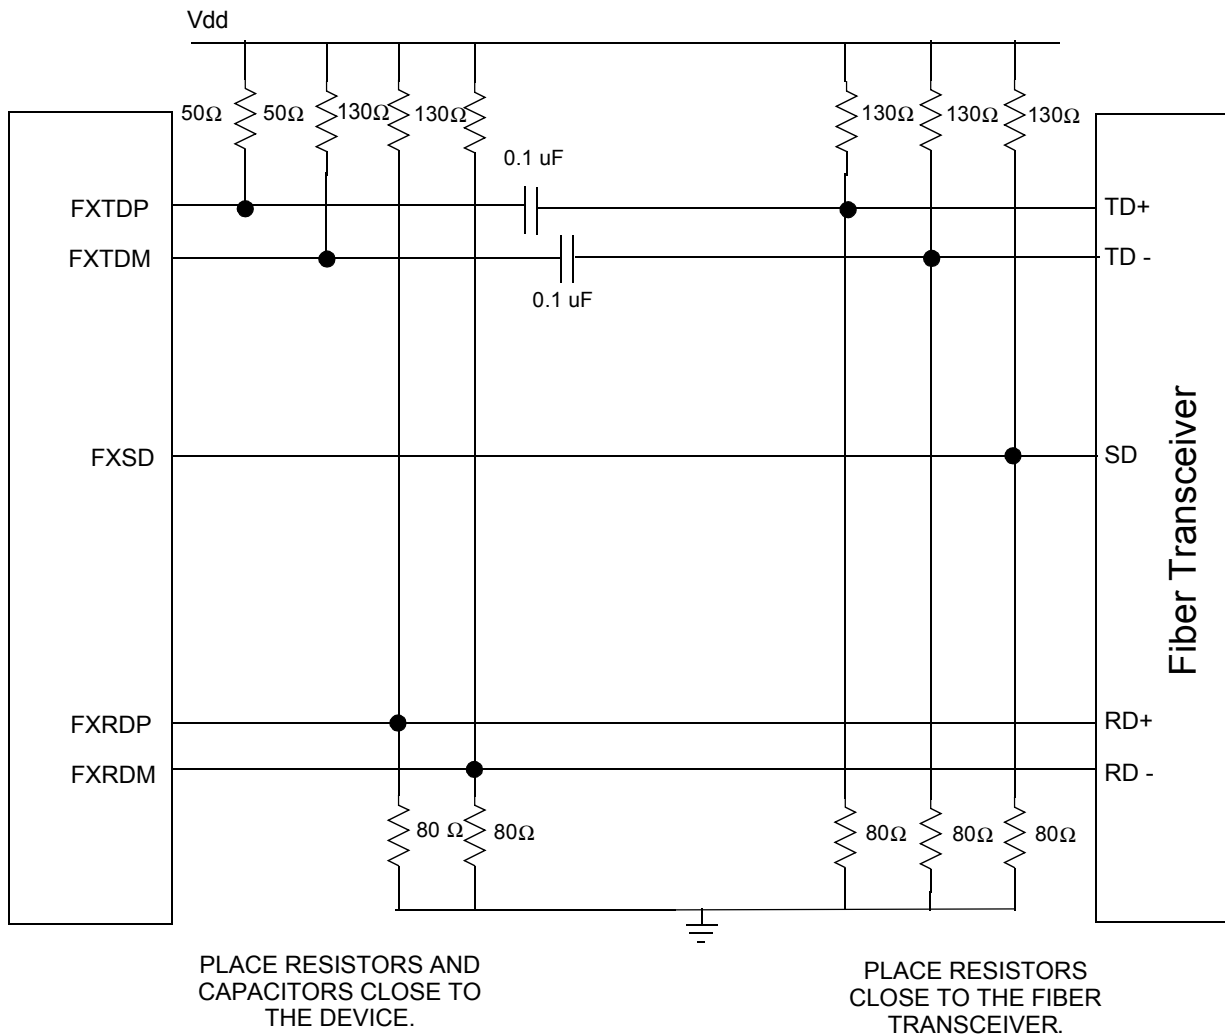 Vdd
50Ω
50Ω
130Ω
130Ω
130Ω
130Ω
130Ω
0.1 uF
FXTDP
TD+
FXTDM
TD -
0.1 uF
FXSD
SD
Fiber Transceiver
FXRDP
RD+
FXRDM
RD -
80 Ω
80Ω
80Ω
80Ω
80Ω
PLACE RESISTORS AND
CAPACITORS CLOSE TO
THE DEVICE.
PLACE RESISTORS
CLOSE TO THE FIBER
TRANSCEIVER.